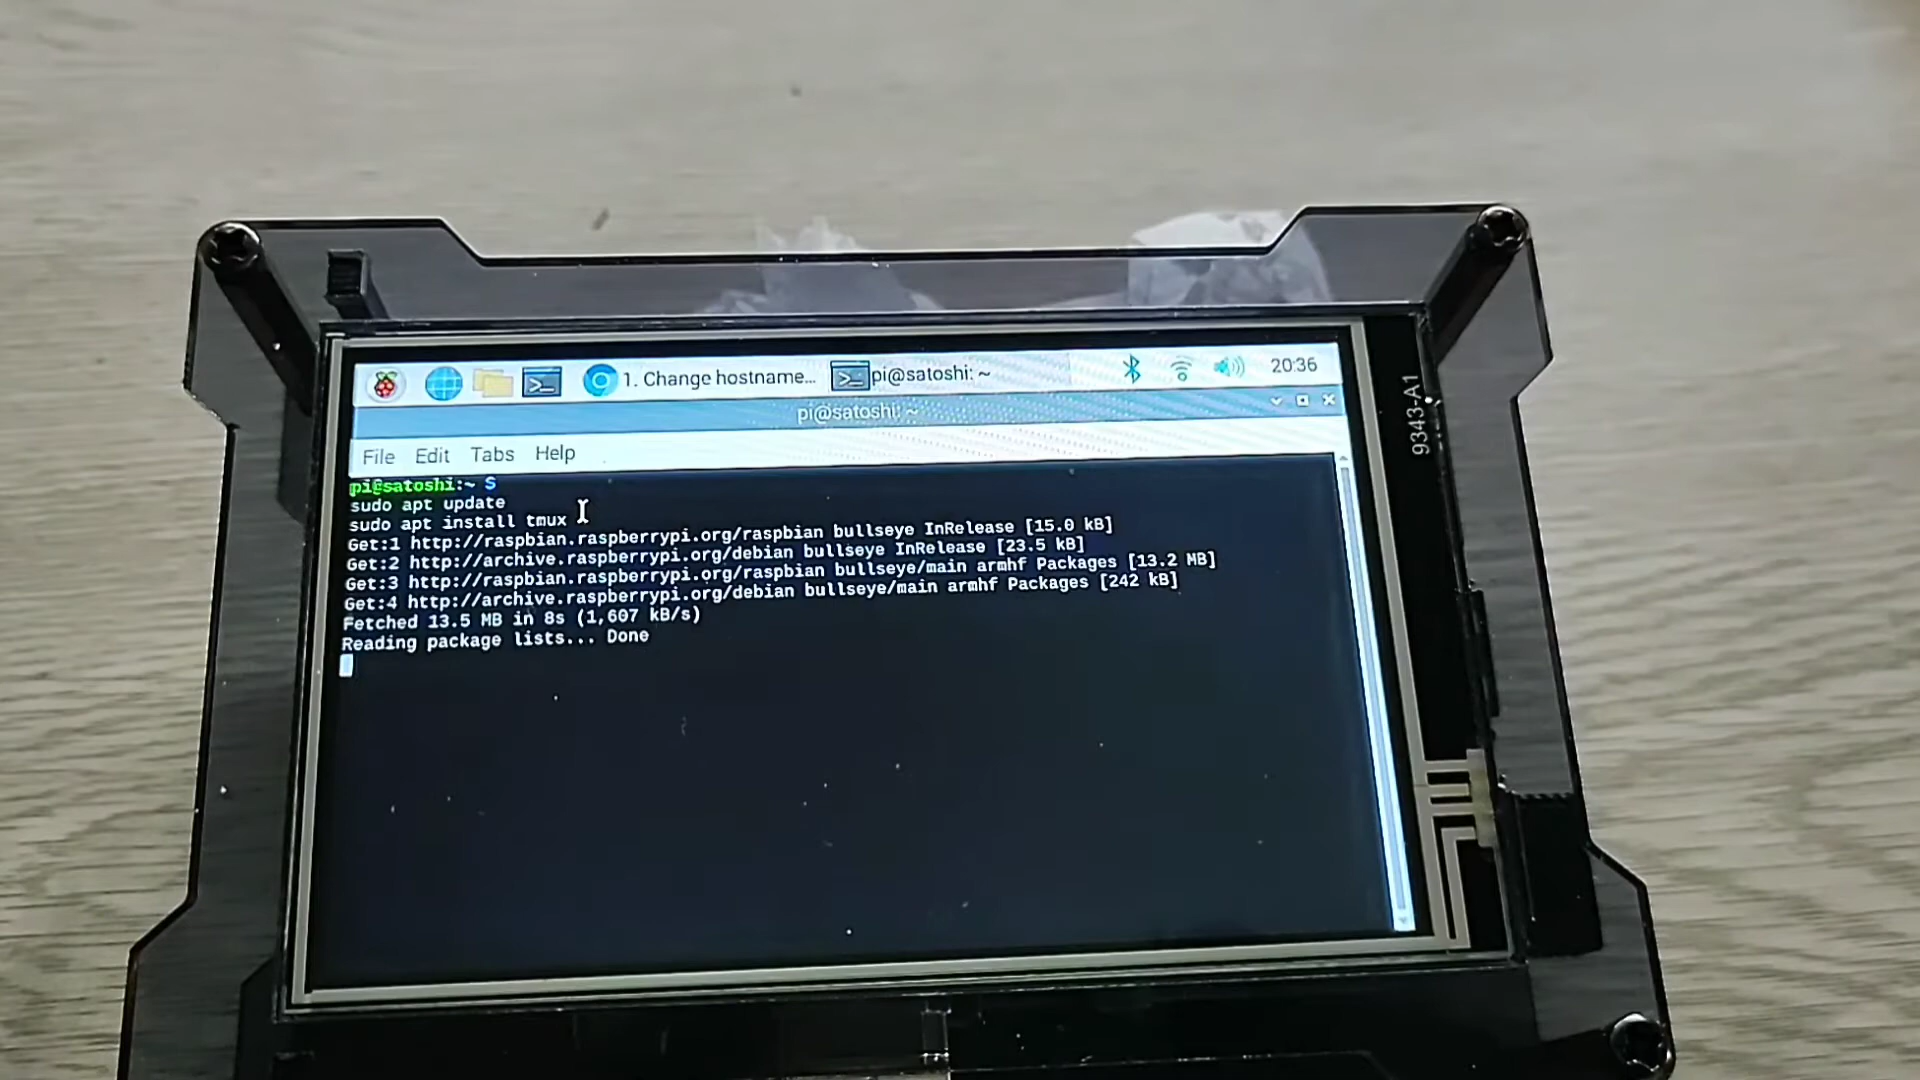 1. Change hostname... pi@satoshi: ~ 20:36
pi@satoshi: ~
File Edit Tabs Help
pi@satoshi:~ $
sudo apt update
sudo apt install tmux
Get:1 http://raspbian.raspberrypi.org/raspbian bullseye InRelease [15.0 kB]
Get:2 http://archive.raspberrypi.org/debian bullseye InRelease [23.5 kB]
Get:3 http://raspbian.raspberrypi.org/raspbian bullseye/main armhf Packages [13.2 MB]
Get:4 http://archive.raspberrypi.org/debian bullseye/main armhf Packages [242 kB]
Fetched 13.5 MB in 8s (1,607 kB/s)
Reading package lists... Done
9343-A1